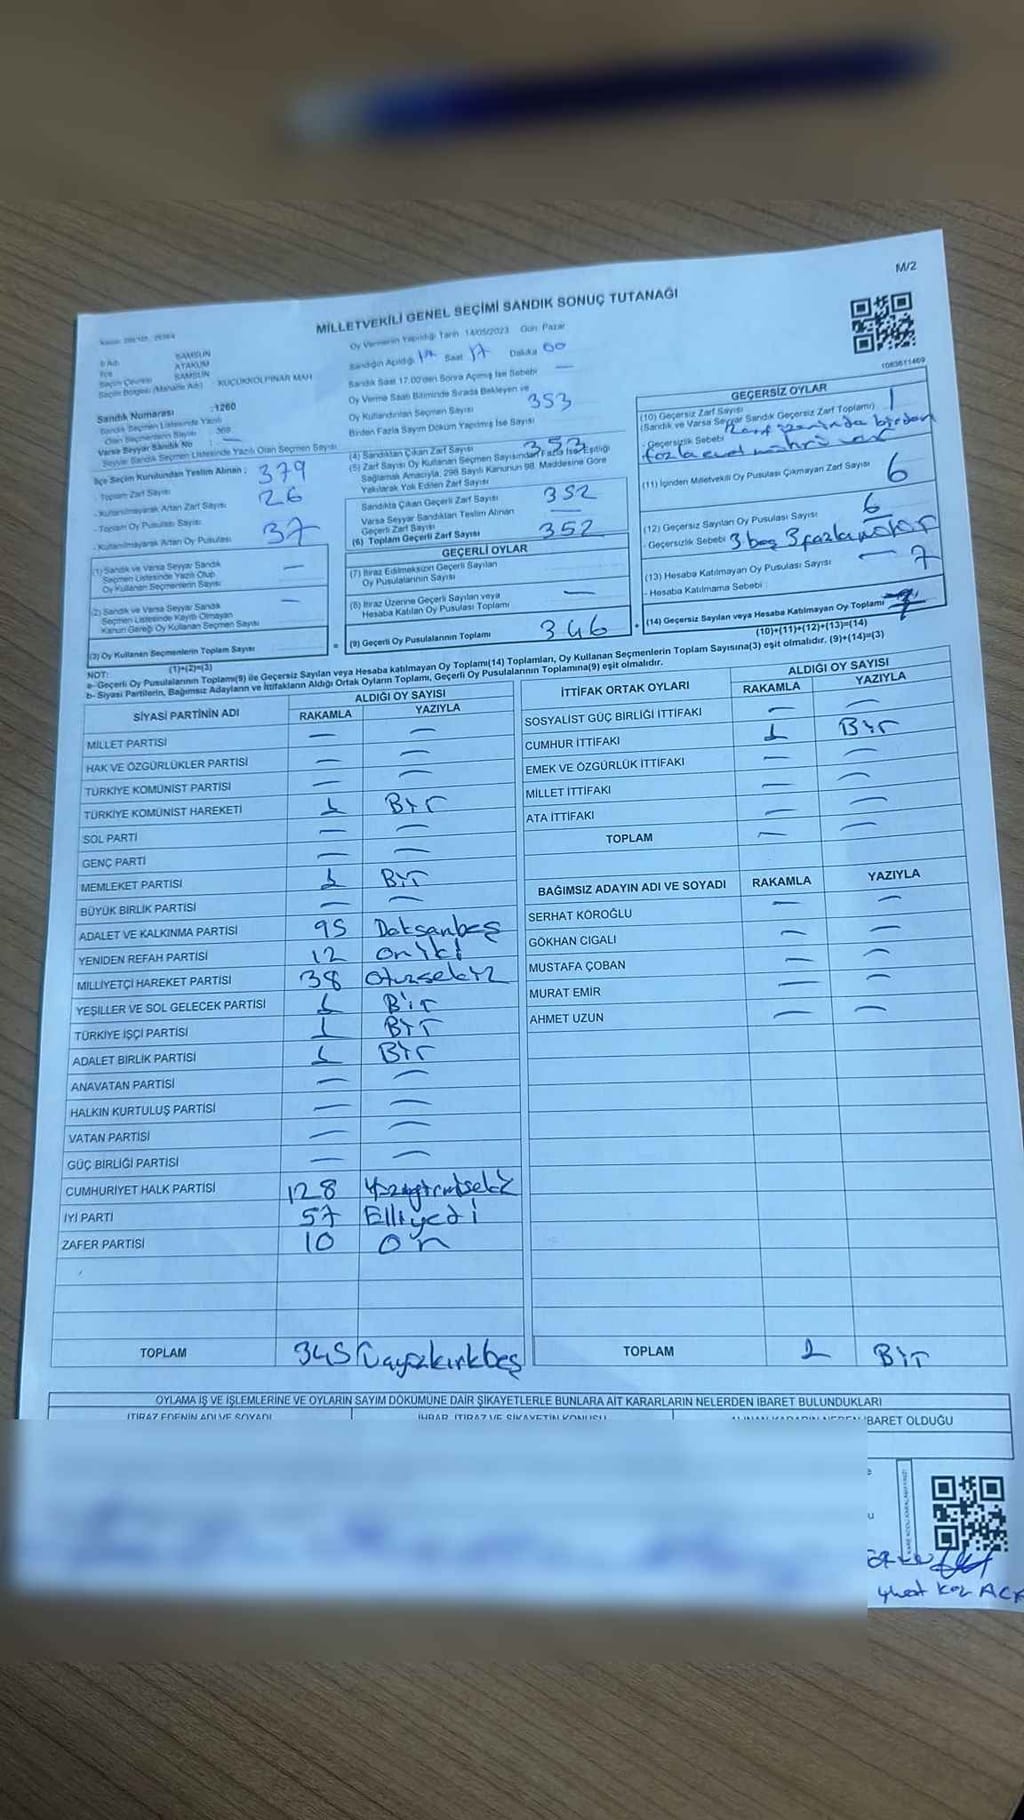 M/2
MİLLETVEKİLİ GENEL SEÇİMİ SANDIK SONUÇ TUTANAĞI
Oy Vermenin Yapıldığı Tarih 14/05/2023 Gün: Pazar
İl Adı SAMSUN
İlçe ATAKUM
Seçim Çevresi SAMSUN
Seçim Bölgesi (Mahalle Adı) : KÜÇÜKKOLPINAR MAH
Sandık Numarası :1260
Sandık Seçmen Listesinde Yazılı
Olan Seçmenlerin Sayısı
Varsa Seyyar Sandık No —
Seyyar Sandık Seçmen Listesinde Yazılı Olan Seçmen Sayısı
İlçe Seçim Kurulundan Teslim Alınan ;
- Toplam Zarf Sayısı 379
- Kullanılmayarak Artan Zarf Sayısı 26
- Toplam Oy Pusulası Sayısı
- Kullanılmayarak Artan Oy Pusulası 37
(1) Sandık ve Varsa Seyyar Sandık
Seçmen Listesinde Yazılı Olup
Oy Kullanan Seçmenlerin Sayısı —
(2) Sandık ve Varsa Seyyar Sandık
Seçmen Listesinde Kayıtlı Olmayan
Kanun Gereği Oy Kullanan Seçmen Sayısı —
(3) Oy Kullanan Seçmenlerin Toplam Sayısı
(1)+(2)=(3)
Sandığın Açıldığı 17 Saat 17 Dakika 00
Sandık Saat 17.00'den Sonra Açılmış İse Sebebi —
Oy Verme Saati Bitiminde Sırada Bekleyen ve
Oy Kullandırılan Seçmen Sayısı 353
Birden Fazla Sayım Döküm Yapılmış İse Sayısı
(4) Sandıktan Çıkan Zarf Sayısı 353
(5) Zarf Sayısı Oy Kullanan Seçmen Sayısından Fazla İse Eşitliği
Sağlamak Amacıyla, 298 Sayılı Kanunun 98. Maddesine Göre
Yakılarak Yok Edilen Zarf Sayısı
Sandıkta Çıkan Geçerli Zarf Sayısı 352
Varsa Seyyar Sandıktan Teslim Alınan
Geçerli Zarf Sayısı —
(6) Toplam Geçerli Zarf Sayısı 352
GEÇERLİ OYLAR
(7) İtiraz Edilmeksizin Geçerli Sayılan
Oy Pusulalarının Sayısı
(8) İtiraz Üzerine Geçerli Sayılan veya
Hesaba Katılan Oy Pusulası Toplamı —
(9) Geçerli Oy Pusulalarının Toplamı 346
1083611469
GEÇERSİZ OYLAR
(10) Geçersiz Zarf Sayısı
(Sandık ve Varsa Seyyar Sandık Geçersiz Zarf Toplamı) 1
- Geçersizlik Sebebi Zarf üzerinde birden
fazla evet mührü var
(11) İçinden Milletvekili Oy Pusulası Çıkmayan Zarf Sayısı 6
(12) Geçersiz Sayılan Oy Pusulası Sayısı 6
- Geçersizlik Sebebi 3 boş 3 fazla
(13) Hesaba Katılmayan Oy Pusulası Sayısı — 7
- Hesaba Katılmama Sebebi :
(14) Geçersiz Sayılan veya Hesaba Katılmayan Oy Toplamı 7
(10)+(11)+(12)+(13)=(14)
NOT:
a- Geçerli Oy Pusulalarının Toplamı(9) ile Geçersiz Sayılan veya Hesaba katılmayan Oy Toplamı(14) Toplamları, Oy Kullanan Seçmenlerin Toplam Sayısına(3) eşit olmalıdır. (9)+(14)=(3)
b- Siyasi Partilerin, Bağımsız Adayların ve İttifakların Aldığı Ortak Oyların Toplamı, Geçerli Oy Pusulalarının Toplamına(9) eşit olmalıdır.
SİYASİ PARTİNİN ADI ALDIĞI OY SAYISI
RAKAMLA YAZIYLA
MİLLET PARTİSİ — —
HAK VE ÖZGÜRLÜKLER PARTİSİ — —
TÜRKİYE KOMÜNİST PARTİSİ — —
TÜRKİYE KOMÜNİST HAREKETİ 1 Bir
SOL PARTİ — —
GENÇ PARTİ — —
MEMLEKET PARTİSİ 1 Bir
BÜYÜK BİRLİK PARTİSİ — —
ADALET VE KALKINMA PARTİSİ 95 Doksanbeş
YENİDEN REFAH PARTİSİ 12 oniki
MİLLİYETÇİ HAREKET PARTİSİ 38 Otuzsekiz
YEŞİLLER VE SOL GELECEK PARTİSİ 1 Bir
TÜRKİYE İŞÇİ PARTİSİ 1 Bir
ADALET BİRLİK PARTİSİ 1 Bir
ANAVATAN PARTİSİ — —
HALKIN KURTULUŞ PARTİSİ — —
VATAN PARTİSİ — —
GÜÇ BİRLİĞİ PARTİSİ — —
CUMHURİYET HALK PARTİSİ 128 Yüzyirmisekiz
İYİ PARTİ 57 Elliyedi
ZAFER PARTİSİ 10 on
TOPLAM 345 Üçyüzkırkbeş
İTTİFAK ORTAK OYLARI ALDIĞI OY SAYISI
RAKAMLA YAZIYLA
SOSYALİST GÜÇ BİRLİĞİ İTTİFAKI — —
CUMHUR İTTİFAKI 1 Bir
EMEK VE ÖZGÜRLÜK İTTİFAKI — —
MİLLET İTTİFAKI — —
ATA İTTİFAKI — —
TOPLAM — —
BAĞIMSIZ ADAYIN ADI VE SOYADI RAKAMLA YAZIYLA
SERHAT KÖROĞLU — —
GÖKHAN CIGALI — —
MUSTAFA ÇOBAN — —
MURAT EMİR — —
AHMET UZUN — —
TOPLAM 1 Bir
OYLAMA İŞ VE İŞLEMLERİNE VE OYLARIN SAYIM DÖKÜMÜNE DAİR ŞİKAYETLERLE BUNLARA AİT KARARLARIN NELERDEN İBARET BULUNDUKLARI
İTİRAZ EDENİN ADI VE SOYADI İHBAR, İTİRAZ VE ŞİKAYETİN KONUSU ALINAN KARARIN NEDEN İBARET OLDUĞU